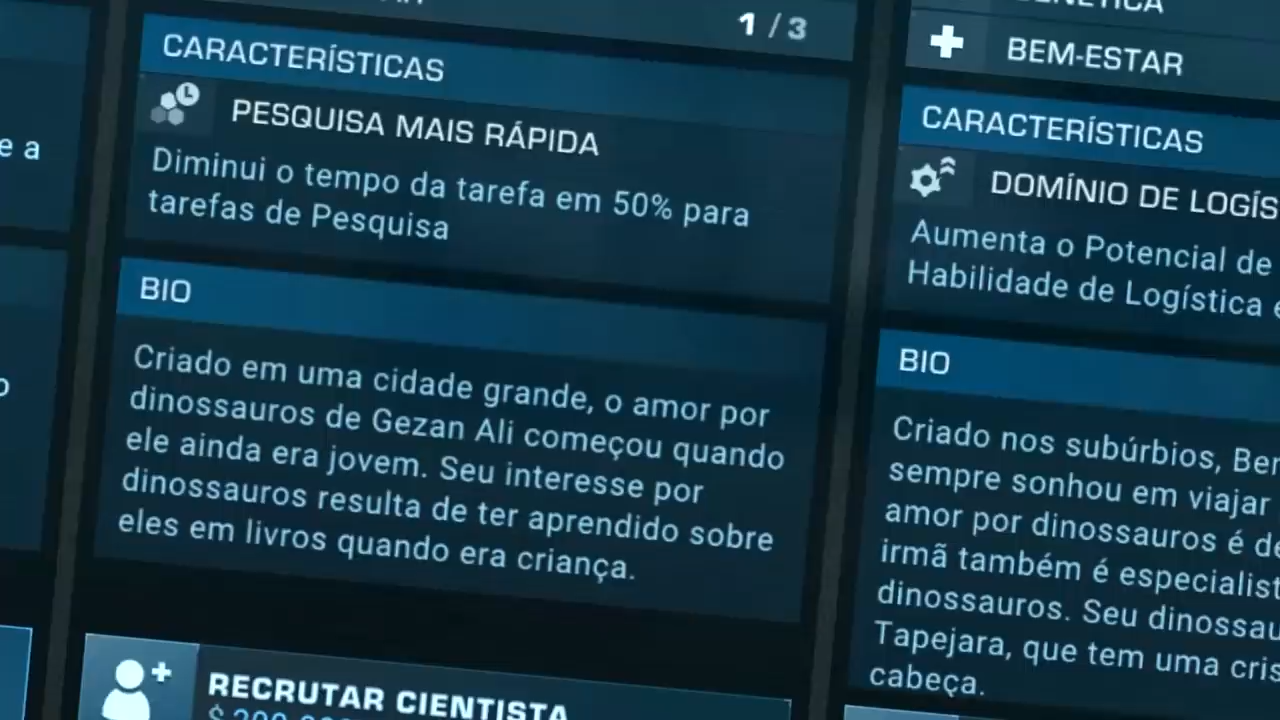 1 / 3
CARACTERÍSTICAS
PESQUISA MAIS RÁPIDA
Diminui o tempo da tarefa em 50% para
tarefas de Pesquisa
BIO
Criado em uma cidade grande, o amor por
dinossauros de Gezan Ali começou quando
ele ainda era jovem. Seu interesse por
dinossauros resulta de ter aprendido sobre
eles em livros quando era criança.
RECRUTAR CIENTISTA
e a
BEM-ESTAR
CARACTERÍSTICAS
DOMÍNIO DE
Aumenta o Potencial de
Habilidade de Logística
BIO
Criado nos subúrbios,
sempre sonhou em viajar
amor por dinossauros é
irmã também é
dinossauros. Seu
Tapejara, que tem uma
cabeça.